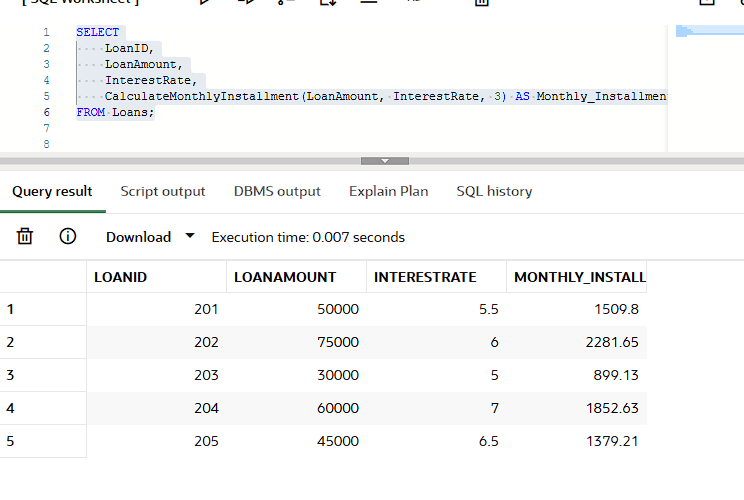 [ SQL Worksheet ]
1 SELECT
2 LoanID,
3 LoanAmount,
4 InterestRate,
5 CalculateMonthlyInstallment(LoanAmount, InterestRate, 3) AS Monthly_Installmen
6 FROM Loans;
7
8
Query result Script output DBMS output Explain Plan SQL history
Download Execution time: 0.007 seconds
LOANID LOANAMOUNT INTERESTRATE MONTHLY_INSTALL
1 201 50000 5.5 1509.8
2 202 75000 6 2281.65
3 203 30000 5 899.13
4 204 60000 7 1852.63
5 205 45000 6.5 1379.21